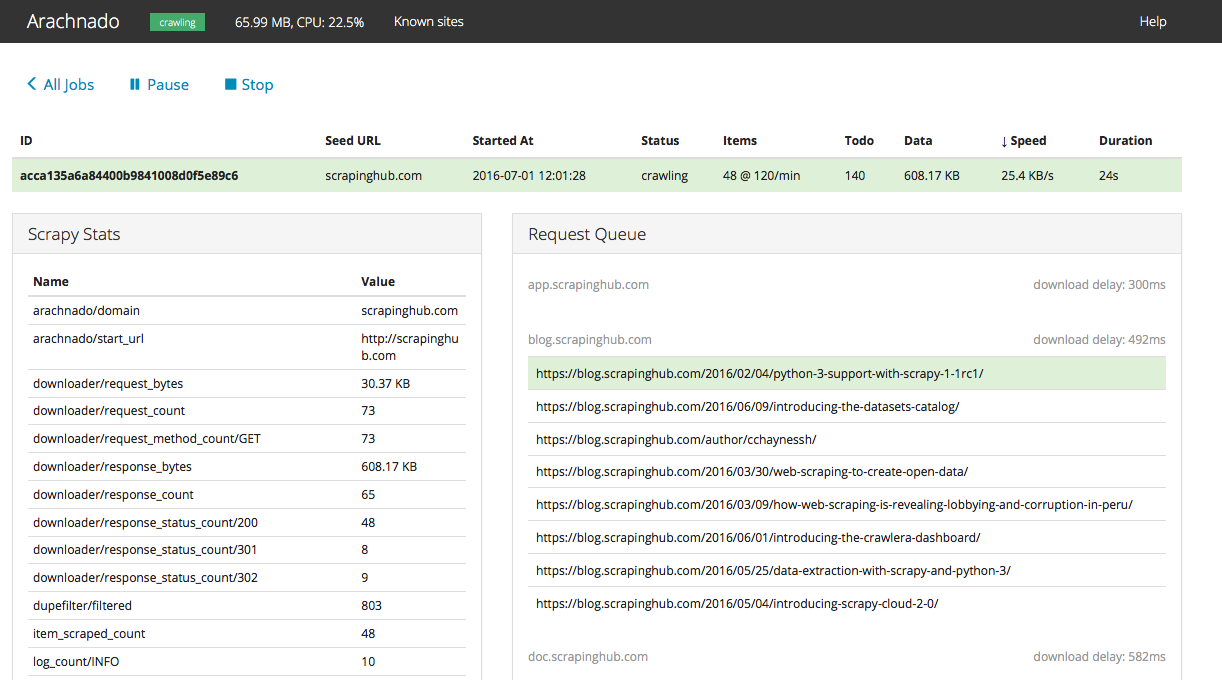 Arachnado crawling 65.99 MB, CPU: 22.5% Known sites Help
All Jobs Pause Stop
ID Seed URL Started At Status Items Todo Data ↓ Speed Duration
acca135a6a84400b9841008d0f5e89c6 scrapinghub.com 2016-07-01 12:01:28 crawling 48 @ 120/min 140 608.17 KB 25.4 KB/s 24s
Scrapy Stats
Name Value
arachnado/domain scrapinghub.com
arachnado/start_url http://scrapinghu
b.com
downloader/request_bytes 30.37 KB
downloader/request_count 73
downloader/request_method_count/GET 73
downloader/response_bytes 608.17 KB
downloader/response_count 65
downloader/response_status_count/200 48
downloader/response_status_count/301 8
downloader/response_status_count/302 9
dupefilter/filtered 803
item_scraped_count 48
log_count/INFO 10
Request Queue
app.scrapinghub.com download delay: 300ms
blog.scrapinghub.com download delay: 492ms
https://blog.scrapinghub.com/2016/02/04/python-3-support-with-scrapy-1-1rc1/
https://blog.scrapinghub.com/2016/06/09/introducing-the-datasets-catalog/
https://blog.scrapinghub.com/author/cchaynessh/
https://blog.scrapinghub.com/2016/03/30/web-scraping-to-create-open-data/
https://blog.scrapinghub.com/2016/03/09/how-web-scraping-is-revealing-lobbying-and-corruption-in-peru/
https://blog.scrapinghub.com/2016/06/01/introducing-the-crawlera-dashboard/
https://blog.scrapinghub.com/2016/05/25/data-extraction-with-scrapy-and-python-3/
https://blog.scrapinghub.com/2016/05/04/introducing-scrapy-cloud-2-0/
doc.scrapinghub.com download delay: 582ms